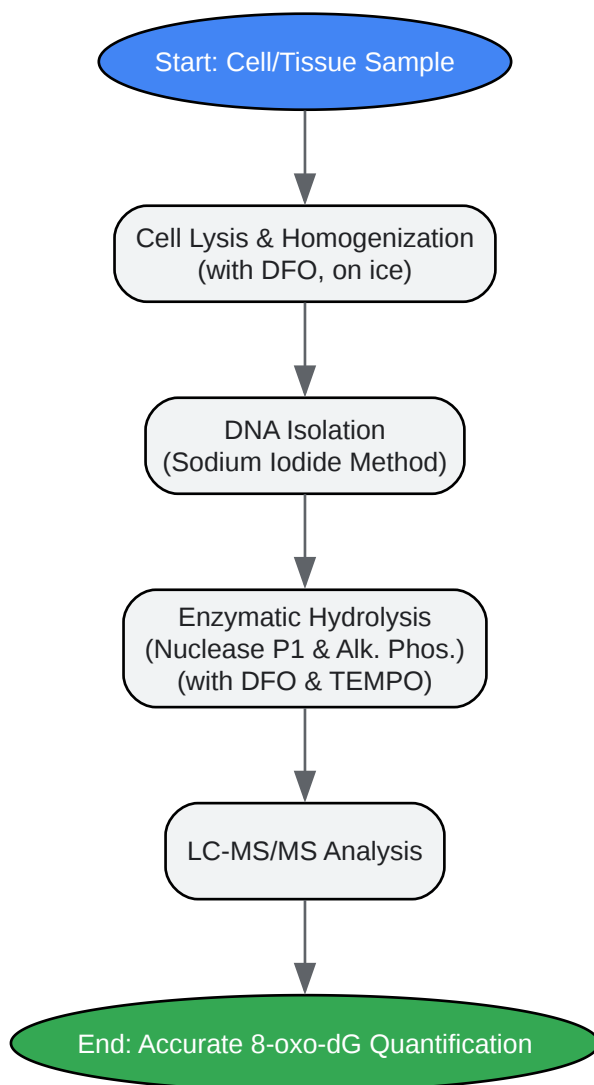 Start: Cell/Tissue Sample
Cell Lysis & Homogenization
(with DFO, on ice)
DNA Isolation
(Sodium Iodide Method)
Enzymatic Hydrolysis
(Nuclease P1 & Alk. Phos.)
(with DFO & TEMPO)
LC-MS/MS Analysis
End: Accurate 8-oxo-dG Quantification